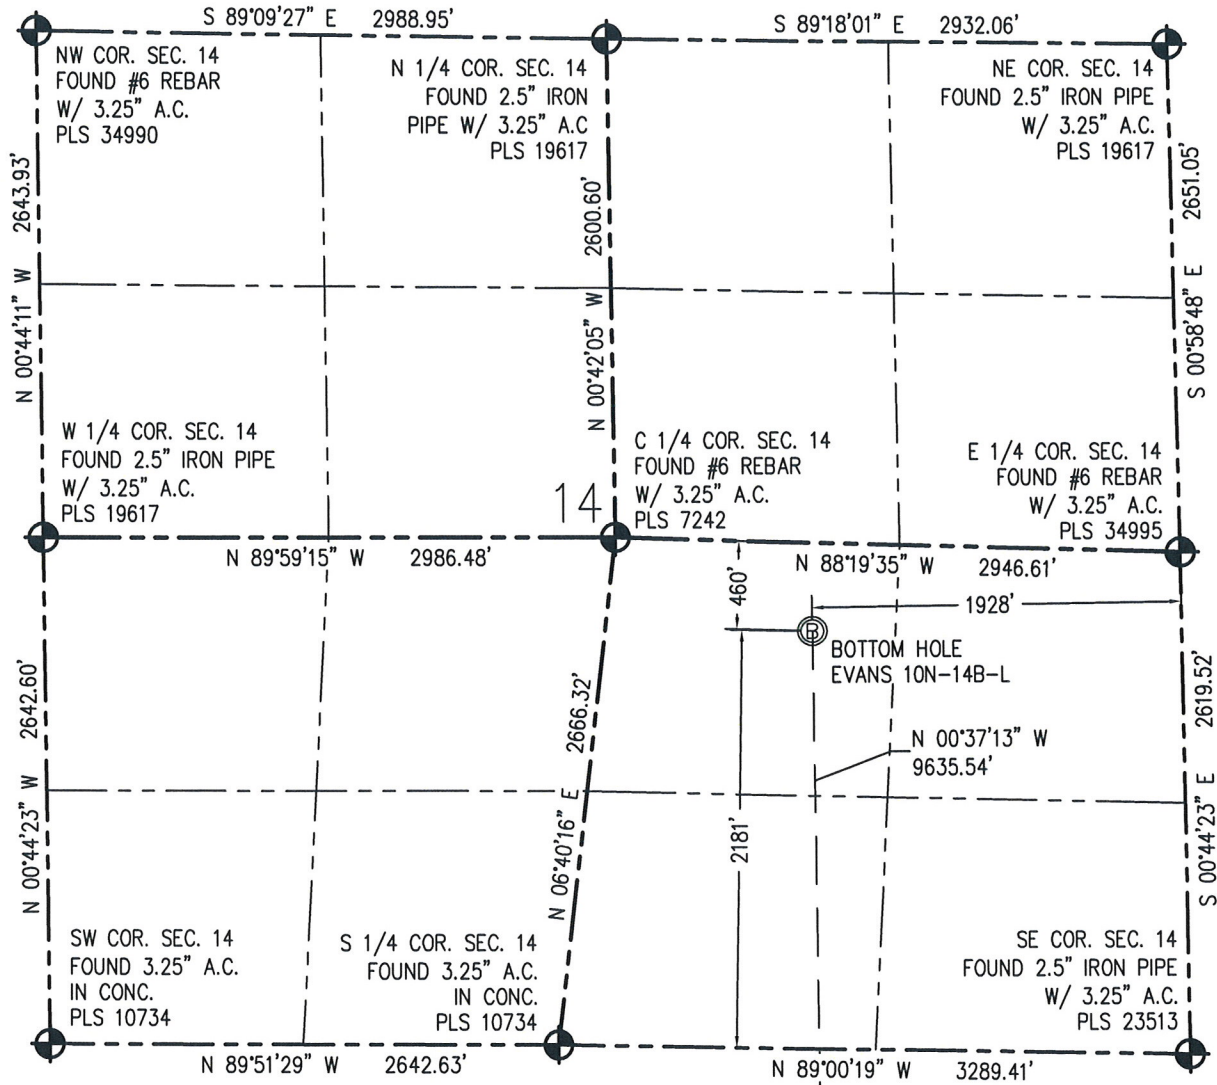 S 89°09'27" E 2988.95'
S 89°18'01" E 2932.06'
NW COR. SEC. 14
FOUND #6 REBAR
W/ 3.25" A.C.
PLS 34990
N 1/4 COR. SEC. 14
FOUND 2.5" IRON
PIPE W/ 3.25" A.C
PLS 19617
NE COR. SEC. 14
FOUND 2.5" IRON PIPE
W/ 3.25" A.C.
PLS 19617
N 00°44'11" W 2643.93'
N 00°42'05" W 2600.60'
S 00°58'48" E 2651.05'
W 1/4 COR. SEC. 14
FOUND 2.5" IRON PIPE
W/ 3.25" A.C.
PLS 19617
14
C 1/4 COR. SEC. 14
FOUND #6 REBAR
W/ 3.25" A.C.
PLS 7242
E 1/4 COR. SEC. 14
FOUND #6 REBAR
W/ 3.25" A.C.
PLS 34995
N 89°59'15" W 2986.48'
N 88°19'35" W 2946.61'
460'
1928'
B
BOTTOM HOLE
EVANS 10N-14B-L
N 00°44'23" W 2642.60'
N 06°40'16" E 2666.32'
N 00°37'13" W
9635.54'
2181'
S 00°44'23" E 2619.52'
SW COR. SEC. 14
FOUND 3.25" A.C.
IN CONC.
PLS 10734
S 1/4 COR. SEC. 14
FOUND 3.25" A.C.
IN CONC.
PLS 10734
SE COR. SEC. 14
FOUND 2.5" IRON PIPE
W/ 3.25" A.C.
PLS 23513
N 89°51'29" W 2642.63'
N 89°00'19" W 3289.41'